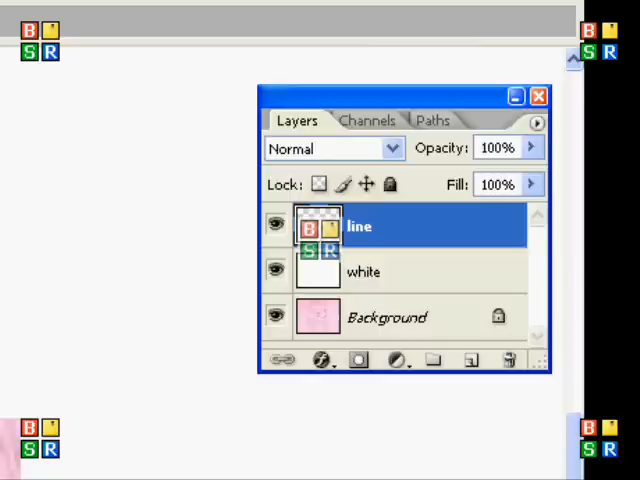 B
S R
B
S R
Layers Channels Paths
Normal Opacity: 100%
Lock: Fill: 100%
line
B
S R
white
Background
B
S R
B
S R